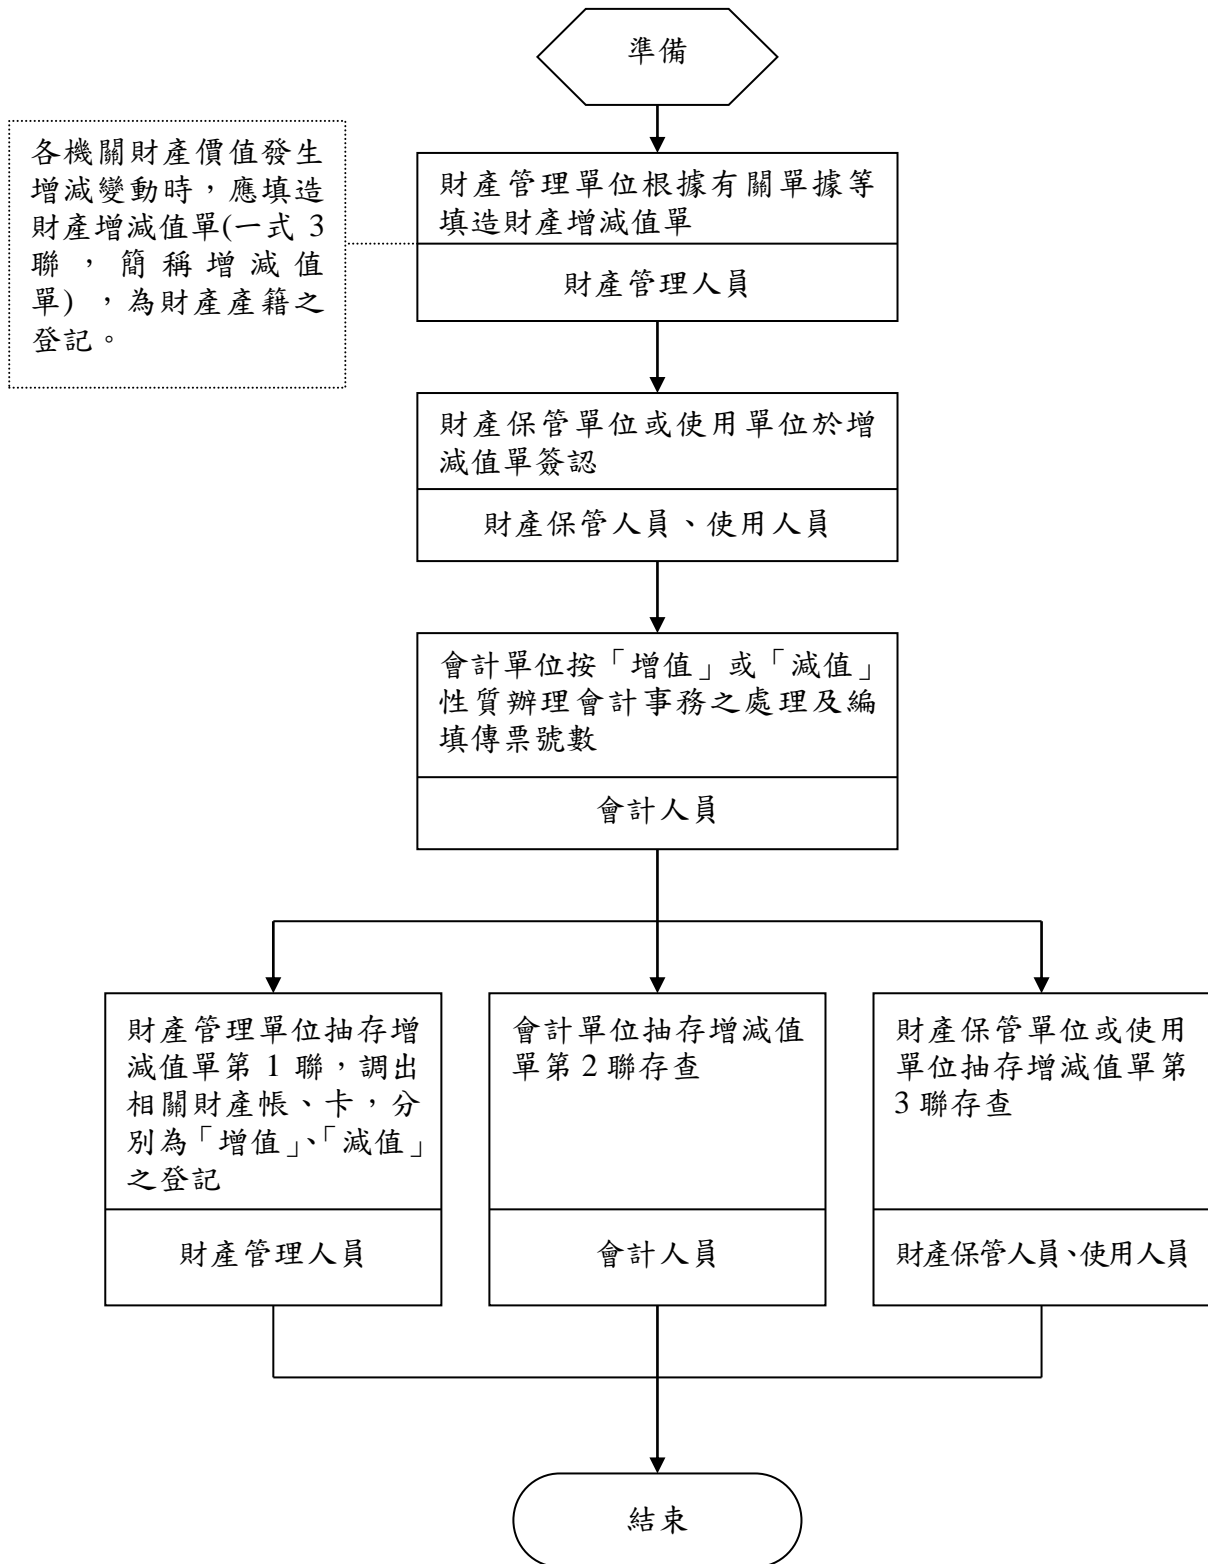 準備
各機關財產價值發生
增減變動時，應填造
財產增減值單(一式 3
聯，簡稱增減值
單)，為財產產籍之
登記。
財產管理單位根據有關單據等
填造財產增減值單
財產管理人員
財產保管單位或使用單位於增
減值單簽認
財產保管人員、使用人員
會計單位按「增值」或「減值」
性質辦理會計事務之處理及編
填傳票號數
會計人員
財產管理單位抽存增
減值單第 1 聯，調出
相關財產帳、卡，分
別為「增值」、「減值」
之登記
財產管理人員
會計單位抽存增減值
單第 2 聯存查
會計人員
財產保管單位或使用
單位抽存增減值單第
3 聯存查
財產保管人員、使用人員
結束